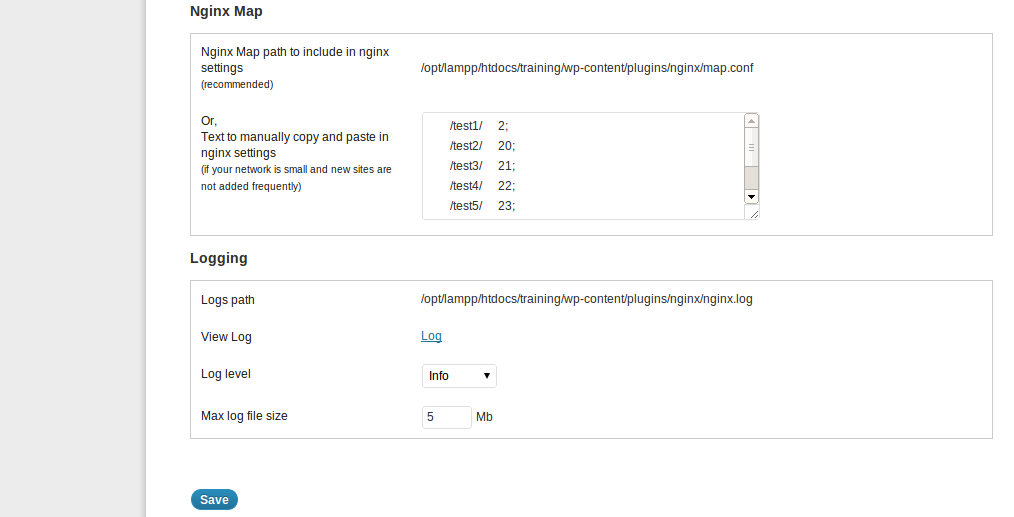 Nginx Map
Nginx Map path to include in nginx
settings
(recommended)
/opt/lampp/htdocs/training/wp-content/plugins/nginx/map.conf
Or,
Text to manually copy and paste in
nginx settings
(if your network is small and new sites are
not added frequently)
/test1/ 2;
/test2/ 20;
/test3/ 21;
/test4/ 22;
/test5/ 23;
Logging
Logs path /opt/lampp/htdocs/training/wp-content/plugins/nginx/nginx.log
View Log Log
Log level Info
Max log file size 5 Mb
Save